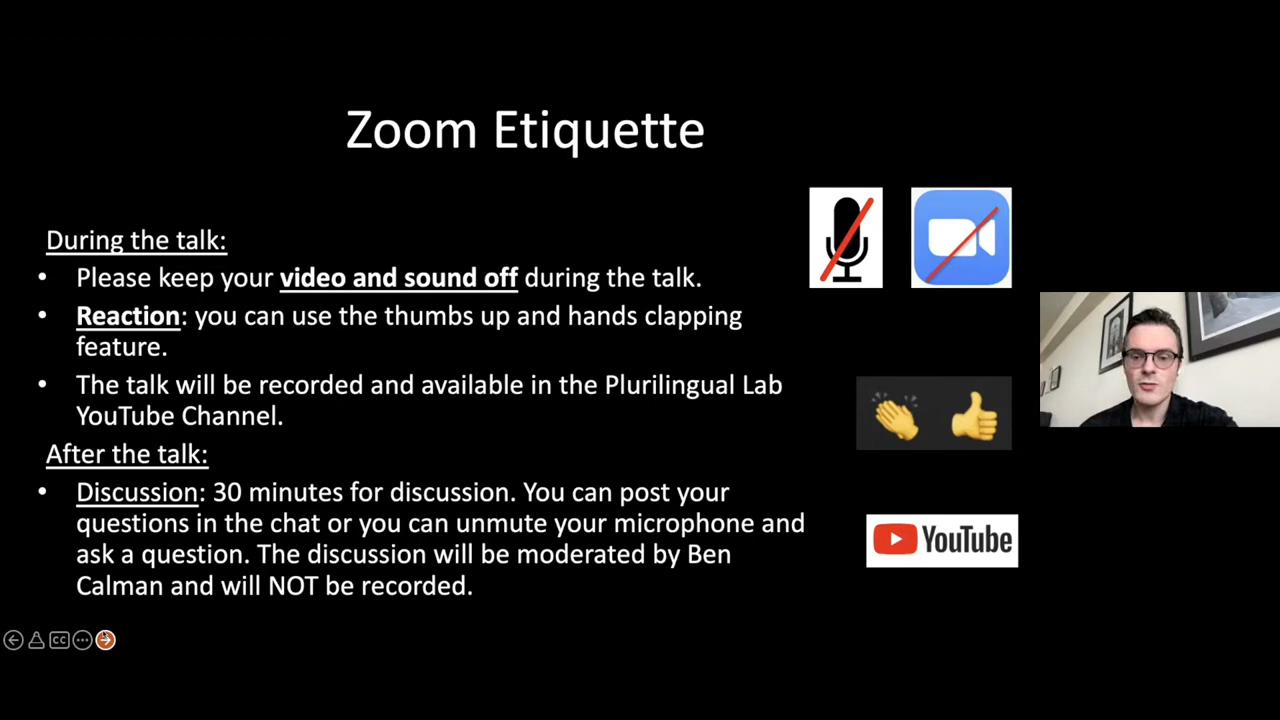 Zoom Etiquette
During the talk:
• Please keep your video and sound off during the talk.
• Reaction: you can use the thumbs up and hands clapping
feature.
• The talk will be recorded and available in the Plurilingual Lab
YouTube Channel.
After the talk:
• Discussion: 30 minutes for discussion. You can post your
questions in the chat or you can unmute your microphone and
ask a question. The discussion will be moderated by Ben
Calman and will NOT be recorded.
YouTube
CC